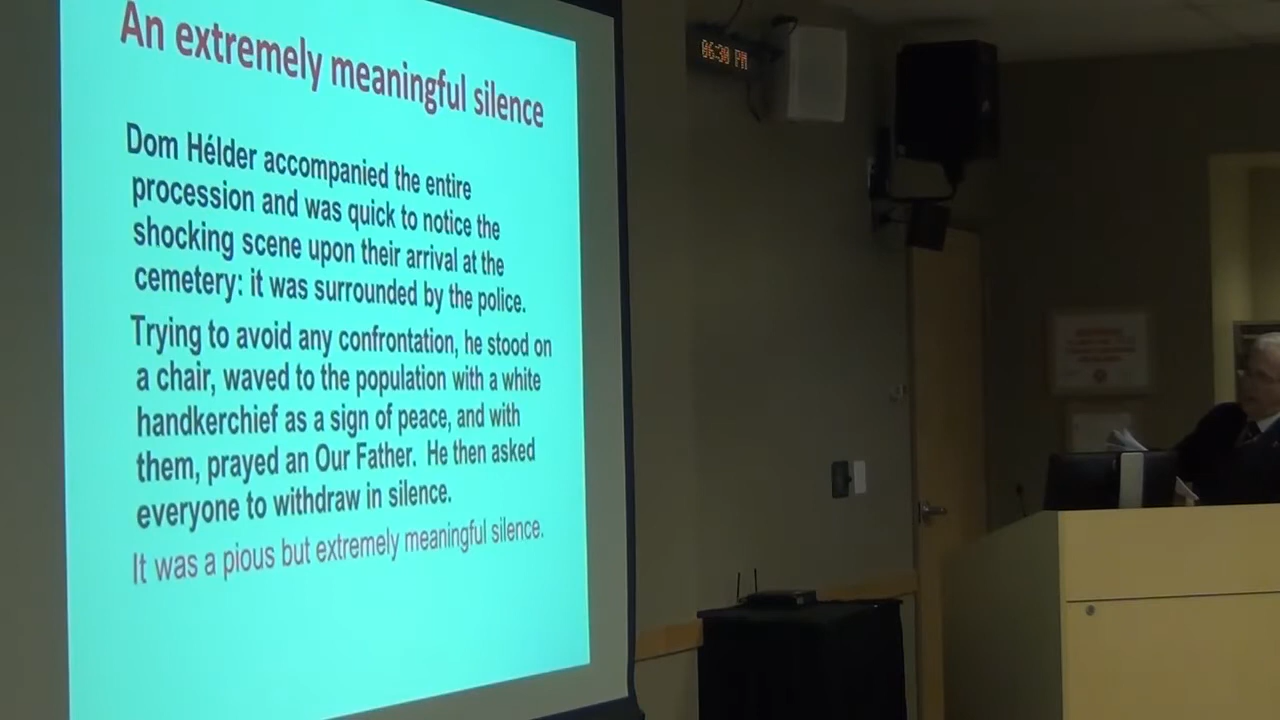 An extremely meaningful silence
Dom Hélder accompanied the entire
procession and was quick to notice the
shocking scene upon their arrival at the
cemetery: it was surrounded by the police.
Trying to avoid any confrontation, he stood on
a chair, waved to the population with a white
handkerchief as a sign of peace, and with
them, prayed an Our Father. He then asked
everyone to withdraw in silence.
It was a pious but extremely meaningful silence.
06:30 PM